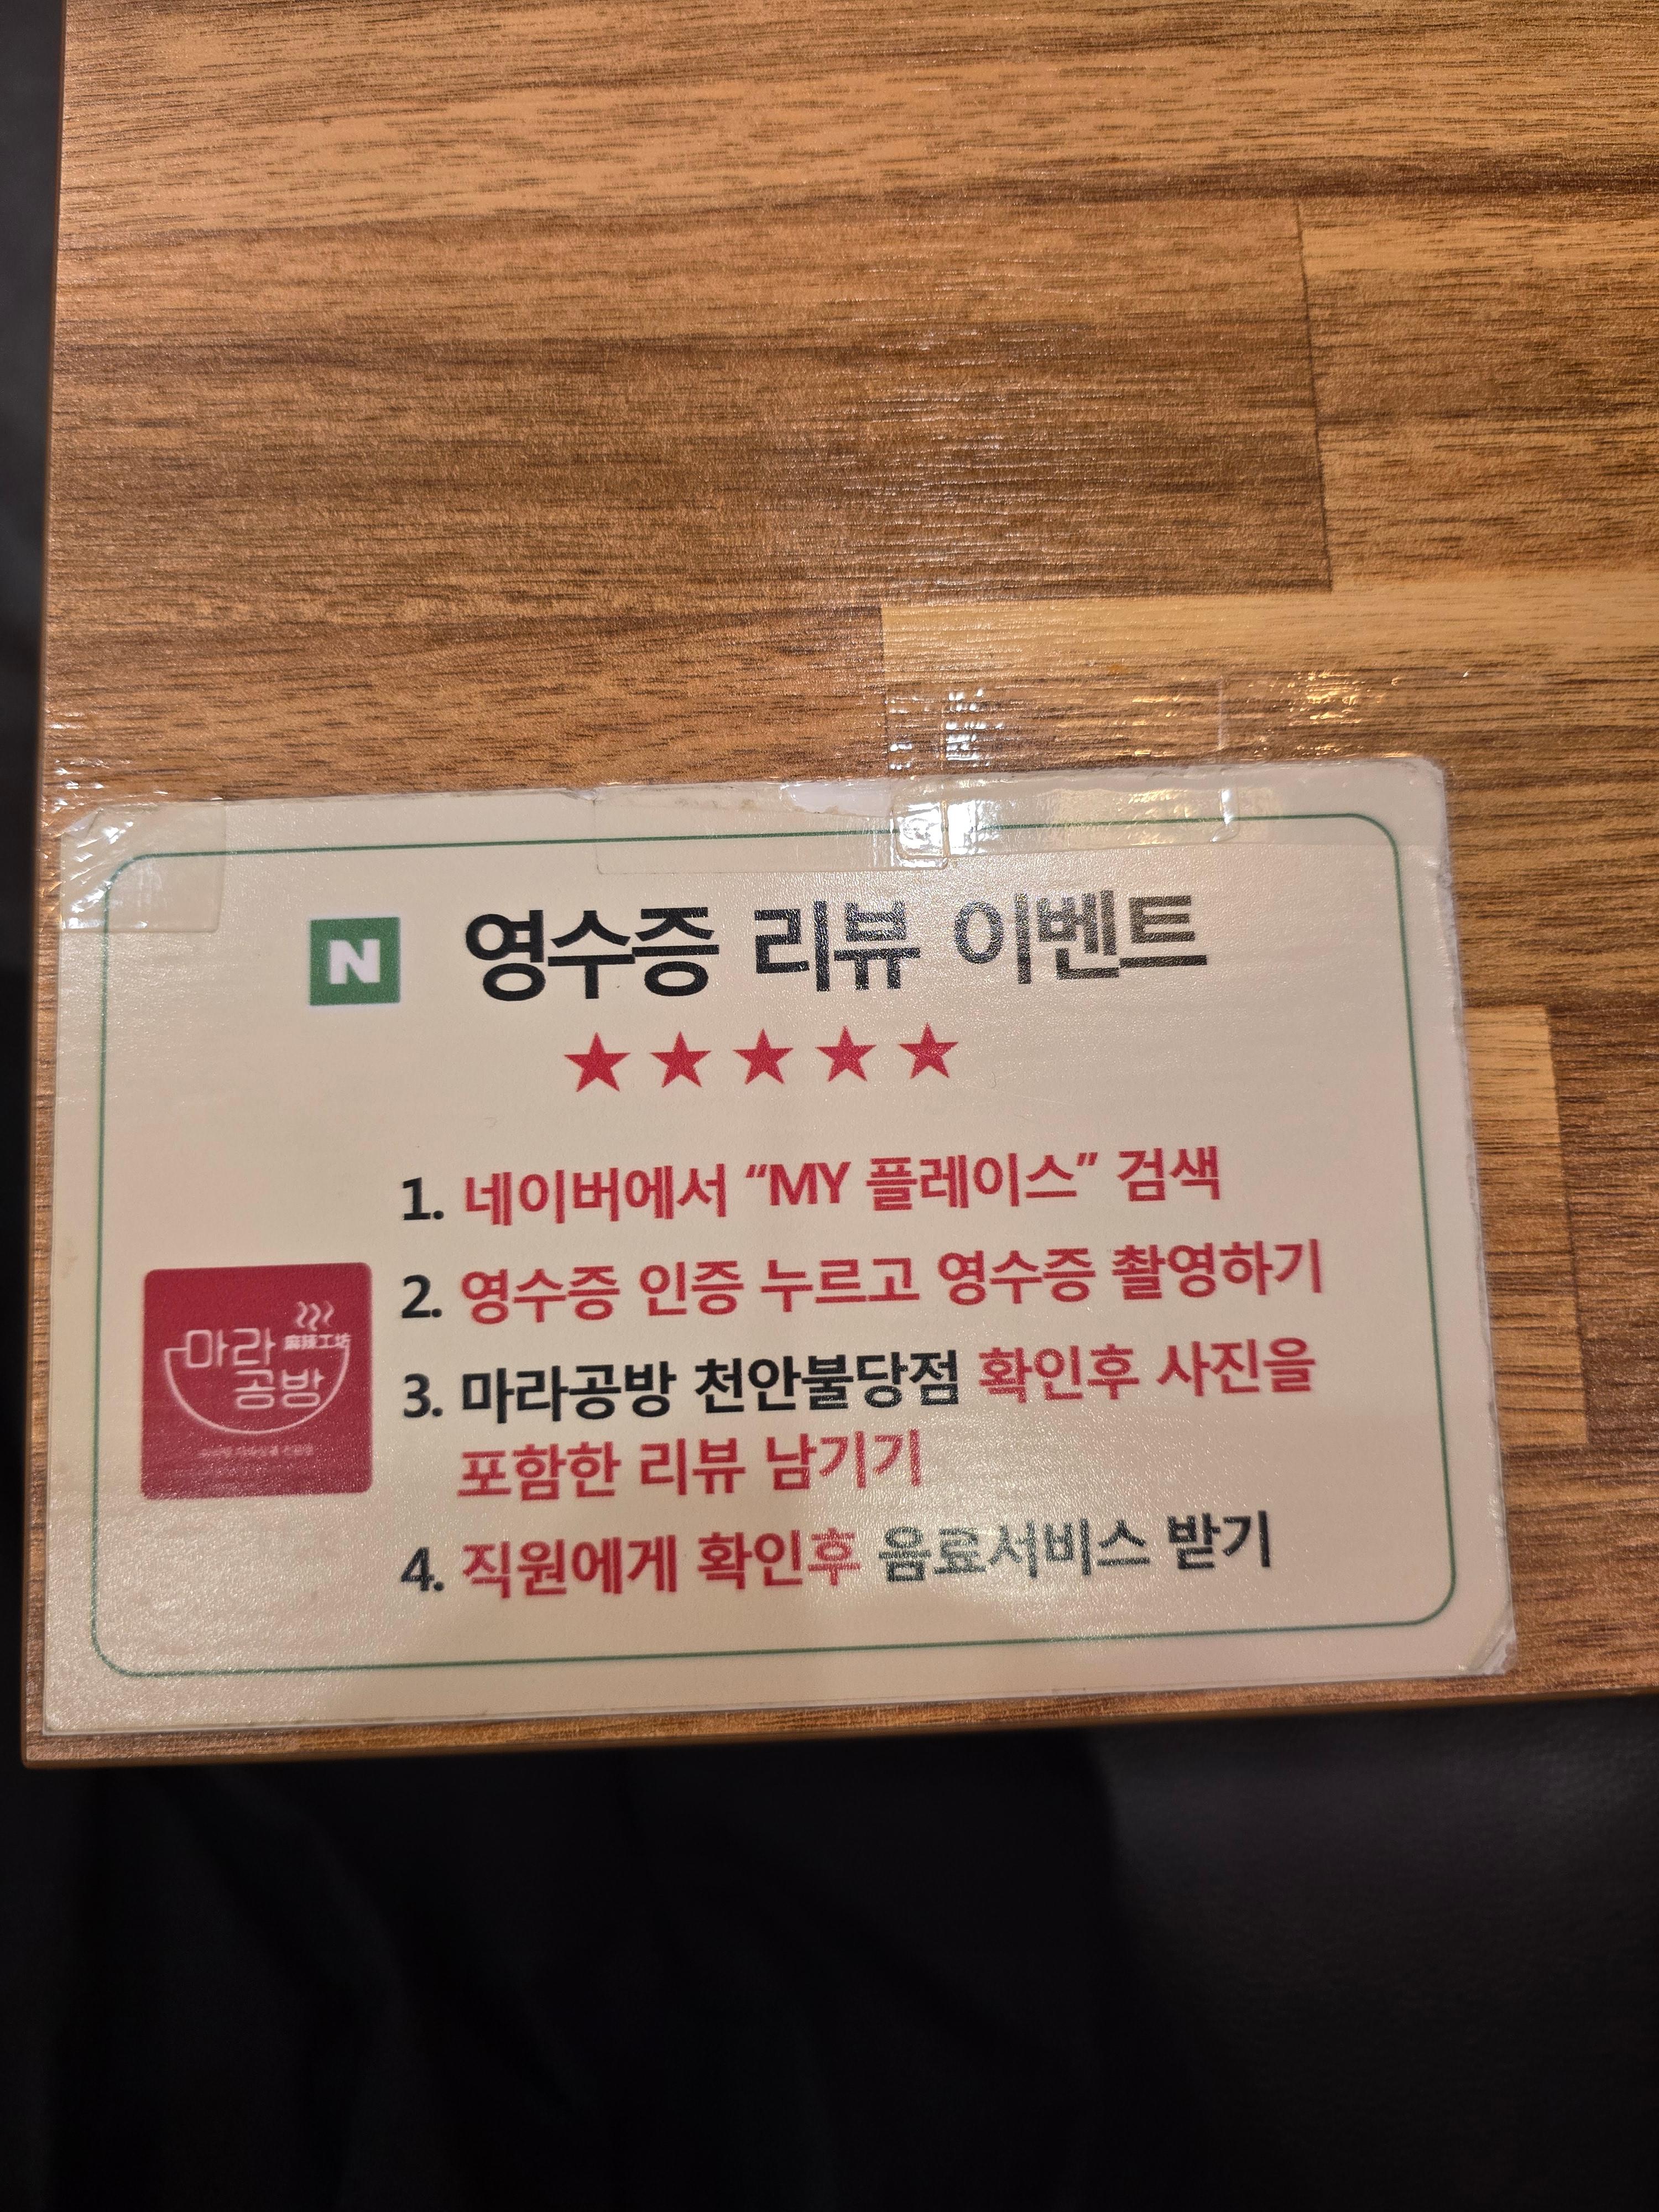 N 영수증 리뷰 이벤트
★★★★★
1. 네이버에서 “MY 플레이스” 검색
2. 영수증 인증 누르고 영수증 촬영하기
3. 마라공방 천안불당점 확인후 사진을
포함한 리뷰 남기기
4. 직원에게 확인후 음료서비스 받기
마라 麻辣工坊
공방